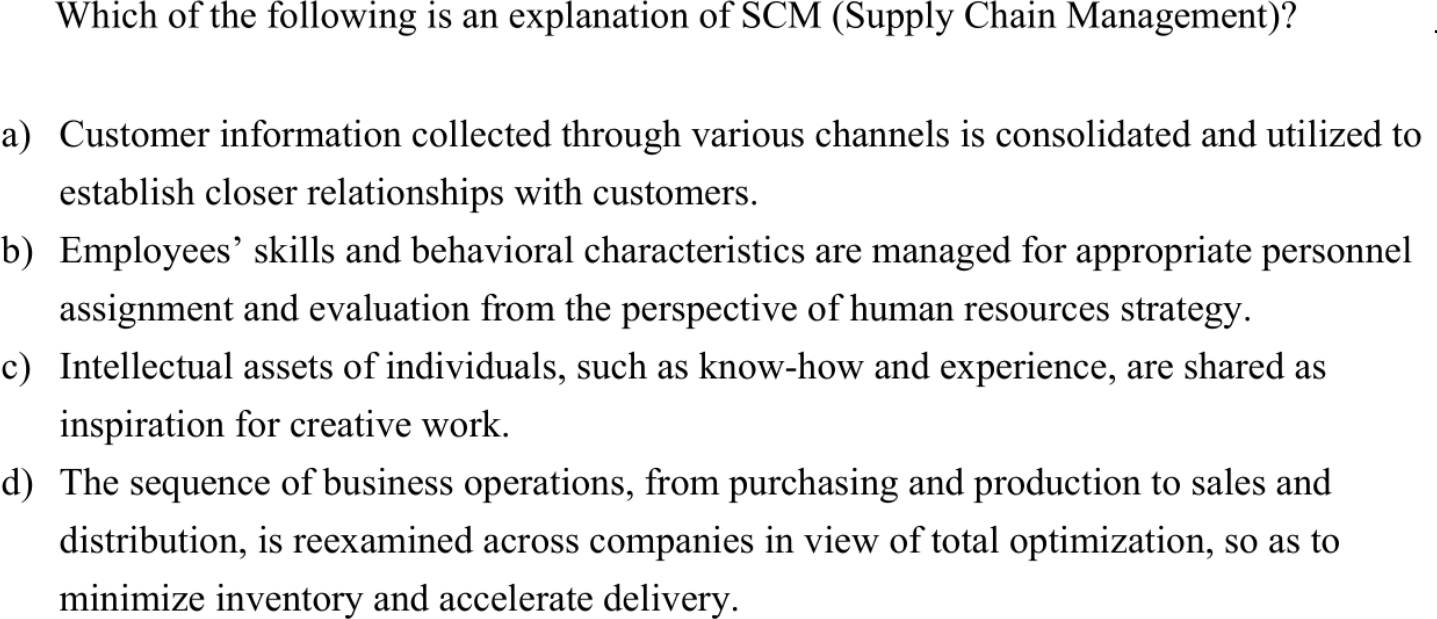 Which of the following is an explanation of SCM (Supply Chain Management)?
a) Customer information collected through various channels is consolidated and utilized to
establish closer relationships with customers.
b) Employees’ skills and behavioral characteristics are managed for appropriate personnel
assignment and evaluation from the perspective of human resources strategy.
c) Intellectual assets of individuals, such as know-how and experience, are shared as
inspiration for creative work.
d) The sequence of business operations, from purchasing and production to sales and
distribution, is reexamined across companies in view of total optimization, so as to
minimize inventory and accelerate delivery.